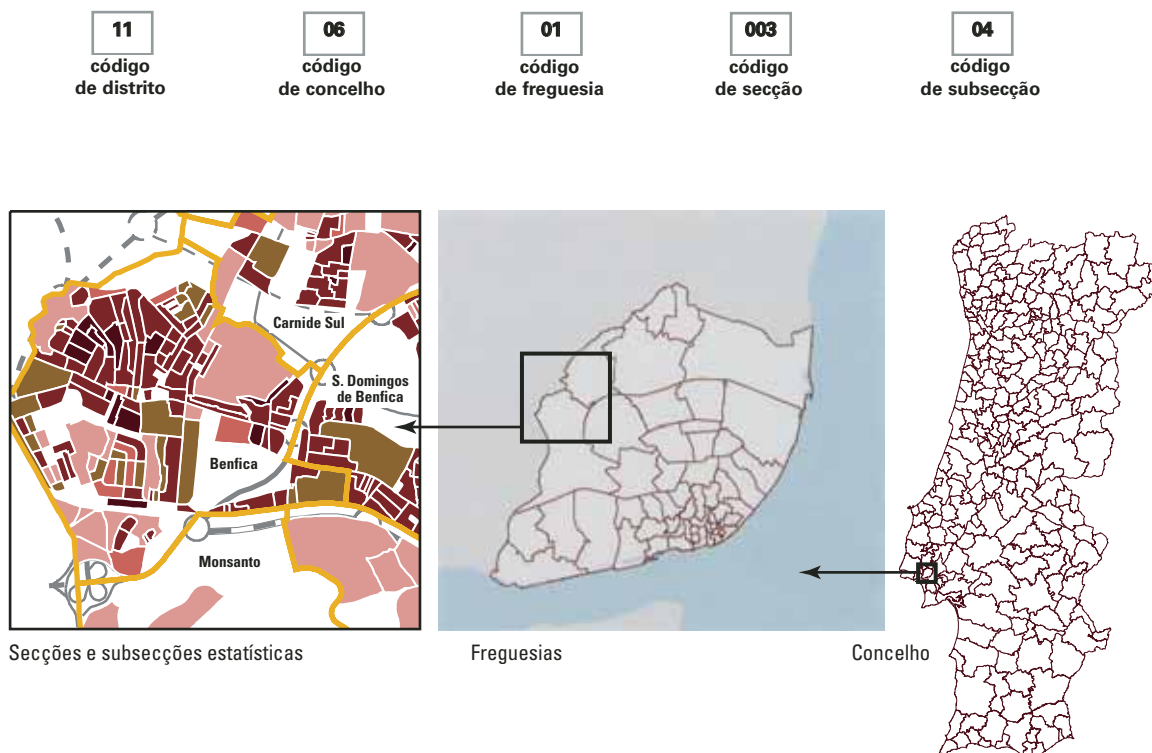 11
06
01
003
04
código
de distrito
código
de concelho
código
de freguesia
código
de secção
código
de subsecção
Carnide Sul
S. Domingos
de Benfica
Benfica
Monsanto
Secções e subsecções estatísticas
Freguesias
Concelho